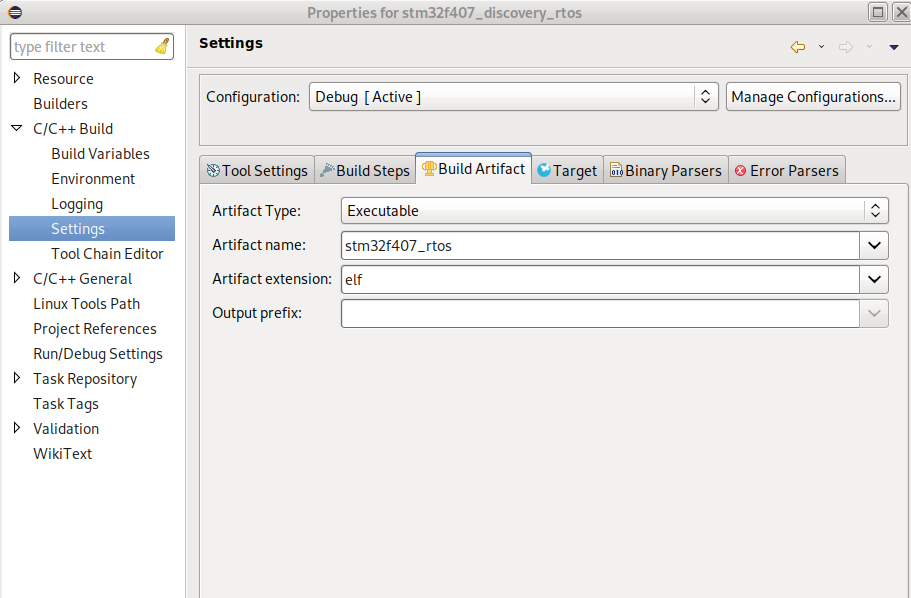 Properties for stm32f407_discovery_rtos
type filter text
Resource
Builders
C/C++ Build
Build Variables
Environment
Logging
Settings
Tool Chain Editor
C/C++ General
Linux Tools Path
Project References
Run/Debug Settings
Task Repository
Task Tags
Validation
WikiText
Settings
Configuration: Debug [ Active ] Manage Configurations...
Tool Settings Build Steps Build Artifact Target Binary Parsers Error Parsers
Artifact Type: Executable
Artifact name: stm32f407_rtos
Artifact extension: elf
Output prefix: